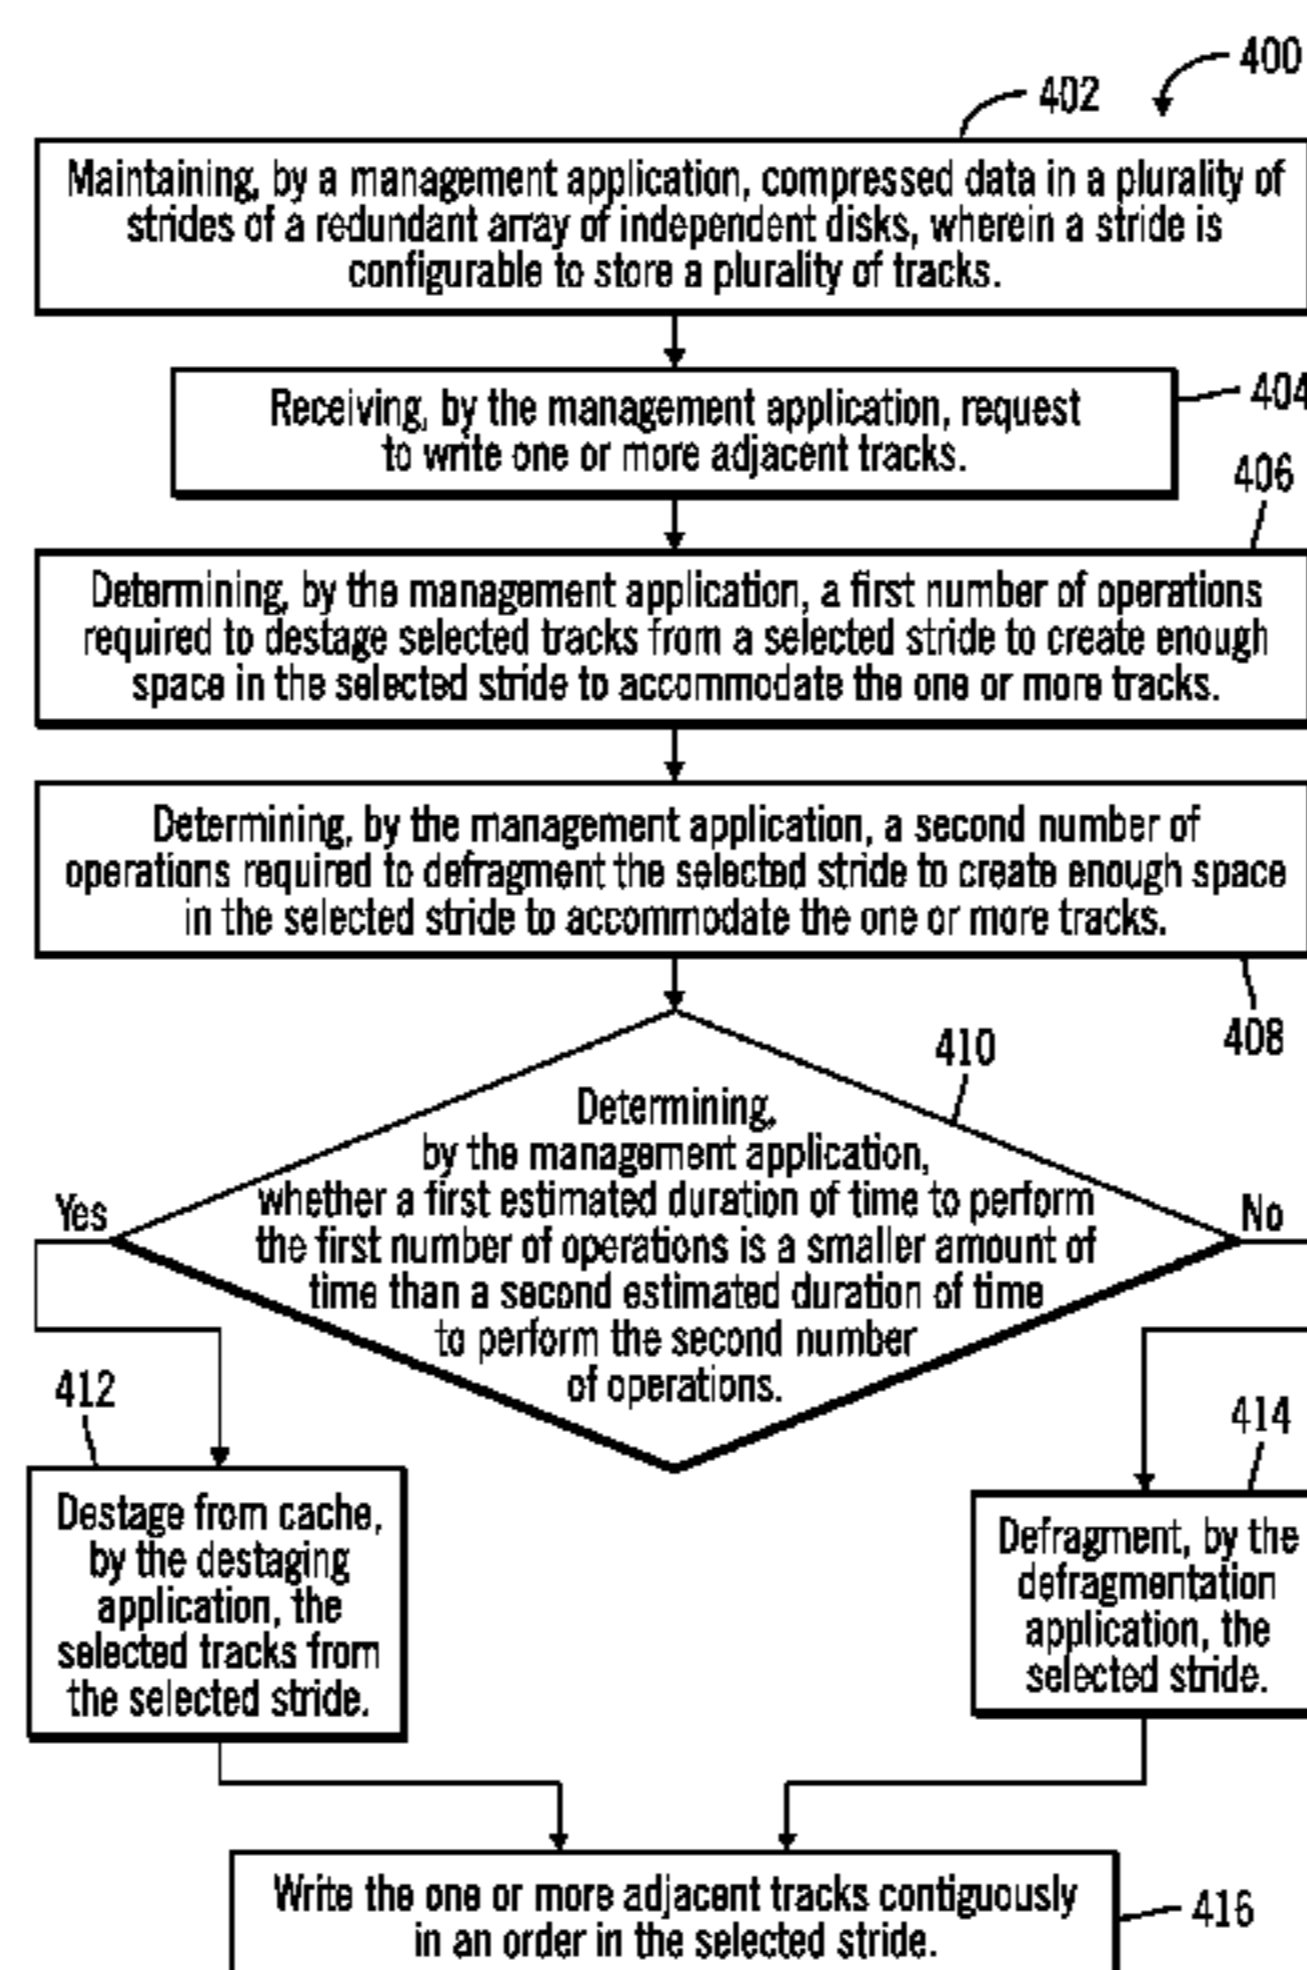 400
402
Maintaining, by a management application, compressed data in a plurality of
strides of a redundant array of independent disks, wherein a stride is
configurable to store a plurality of tracks.
404
Receiving, by the management application, request
to write one or more adjacent tracks.
406
Determining, by the management application, a first number of operations
required to destage selected tracks from a selected stride to create enough
space in the selected stride to accommodate the one or more tracks.
Determining, by the management application, a second number of
operations required to defragment the selected stride to create enough space
in the selected stride to accommodate the one or more tracks.
408
410
Determining,
by the management application,
whether a first estimated duration of time to perform
the first number of operations is a smaller amount of
time than a second estimated duration of time
to perform the second number
of operations.
Yes
No
412
Destage from cache,
by the destaging
application, the
selected tracks from
the selected stride.
414
Defragment, by the
defragmentation
application, the
selected stride.
Write the one or more adjacent tracks contiguously
in an order in the selected stride.
416